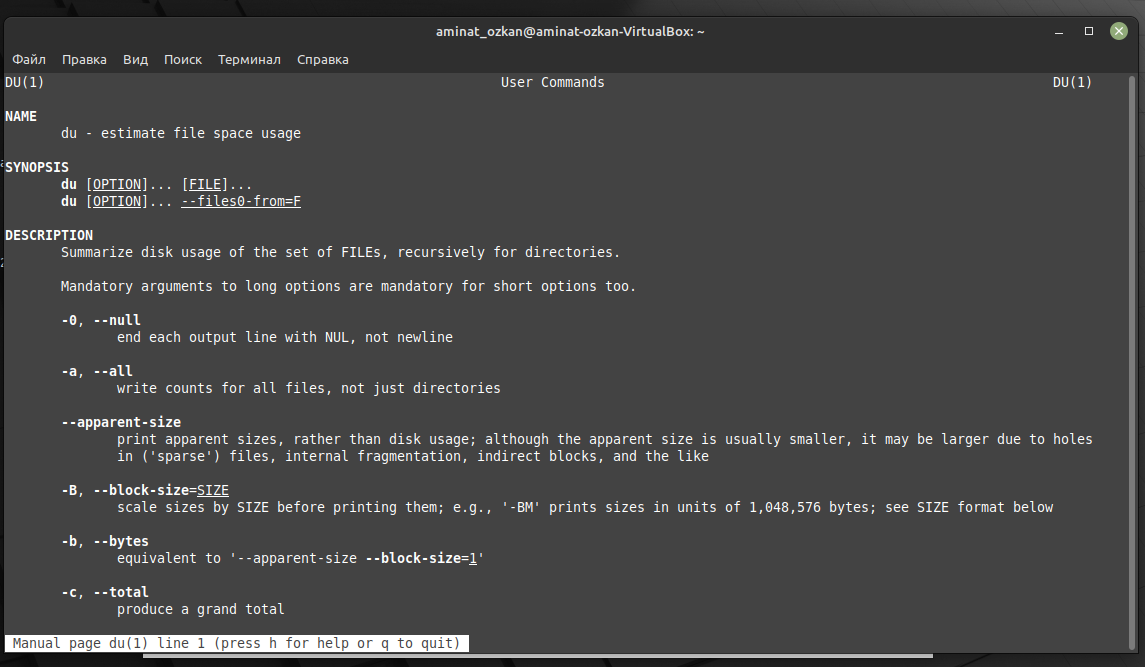 aminat_ozkan@aminat-ozkan-VirtualBox: ~
Файл Правка Вид Поиск Терминал Справка
DU(1) User Commands DU(1)
NAME
du - estimate file space usage
SYNOPSIS
du [OPTION]... [FILE]...
du [OPTION]... --files0-from=F
DESCRIPTION
Summarize disk usage of the set of FILEs, recursively for directories.
Mandatory arguments to long options are mandatory for short options too.
-0, --null
end each output line with NUL, not newline
-a, --all
write counts for all files, not just directories
--apparent-size
print apparent sizes, rather than disk usage; although the apparent size is usually smaller, it may be larger due to holes
in ('sparse') files, internal fragmentation, indirect blocks, and the like
-B, --block-size=SIZE
scale sizes by SIZE before printing them; e.g., '-BM' prints sizes in units of 1,048,576 bytes; see SIZE format below
-b, --bytes
equivalent to '--apparent-size --block-size=1'
-c, --total
produce a grand total
Manual page du(1) line 1 (press h for help or q to quit)